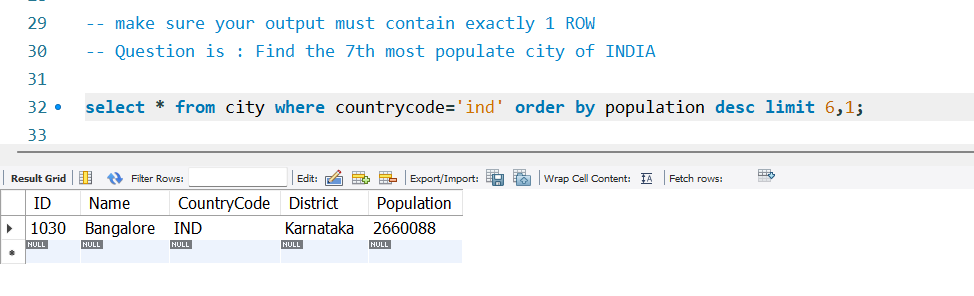 29 -- make sure your output must contain exactly 1 ROW
30 -- Question is : Find the 7th most populate city of INDIA
31
32 select * from city where countrycode='ind' order by population desc limit 6,1;
33
Result Grid Filter Rows: Edit: Export/Import: Wrap Cell Content: IA Fetch rows:
ID Name CountryCode District Population
1030 Bangalore IND Karnataka 2660088
NULL NULL NULL NULL NULL